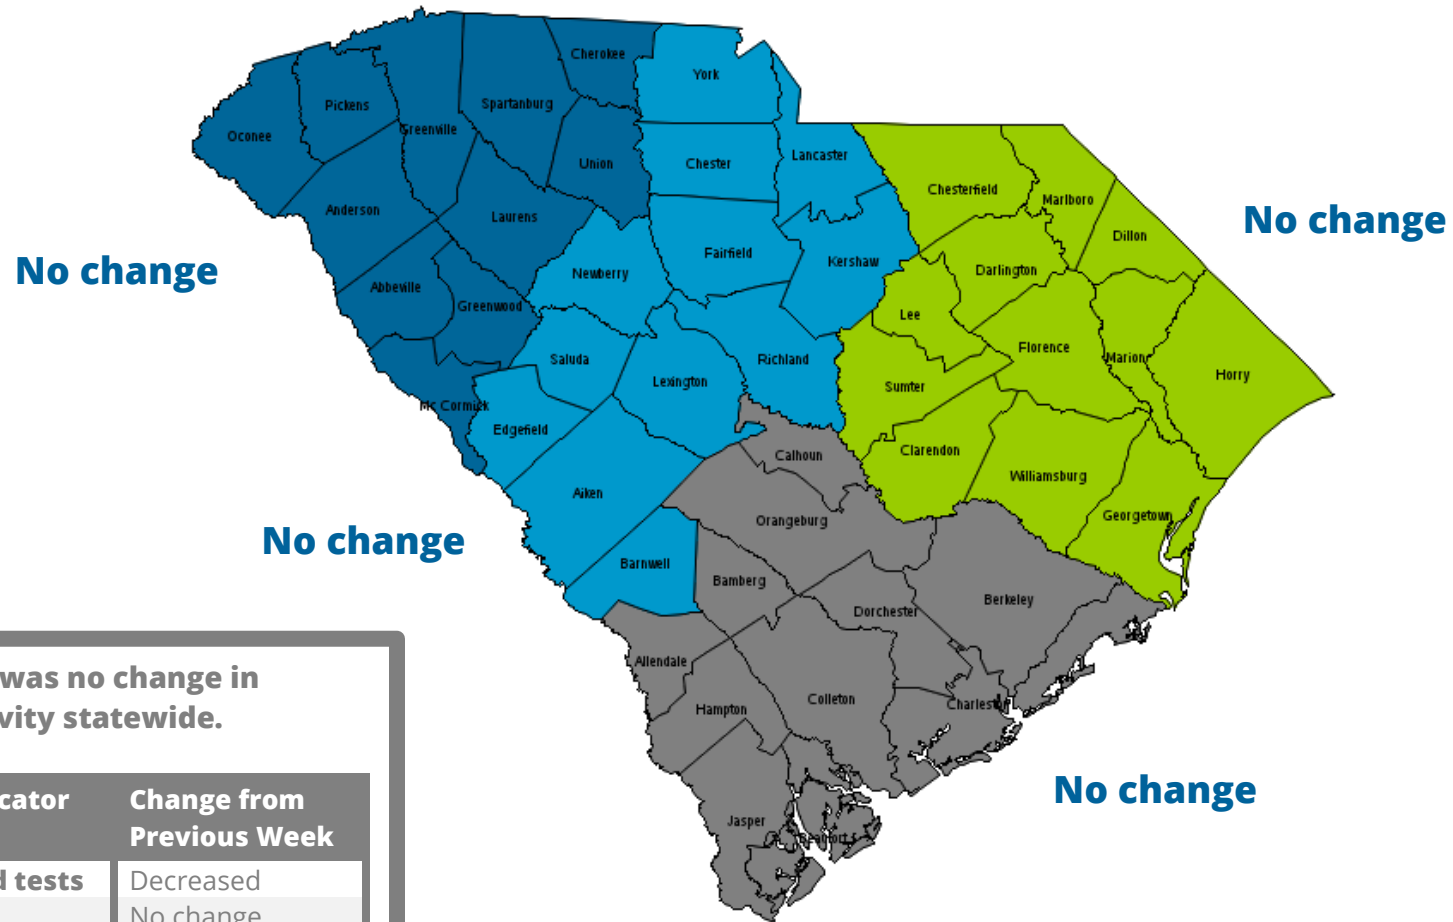 Cherokee
York
Pickens
Spartanburg
Greenville
Oconee
Union
Chester
Lancaster
Chesterfield
Marlboro
Anderson
Laurens
No change
Dillon
Fairfield
Kershaw
Newberry
Darlington
No change
Abbeville
Greenwood
Lee
Florence
Saluda
Richland
Marion
Lexington
Sumter
Horry
Mc Cormick
Edgefield
Calhoun
Clarendon
Williamsburg
Aiken
Orangeburg
Georgetown
No change
Barnwell
Bamberg
Berkeley
Dorchester
Allendale
Colleton
Charleston
Hampton
No change
Jasper
Beaufort
was no change in
vity statewide.
cator
Change from
Previous Week
d tests
Decreased
No change